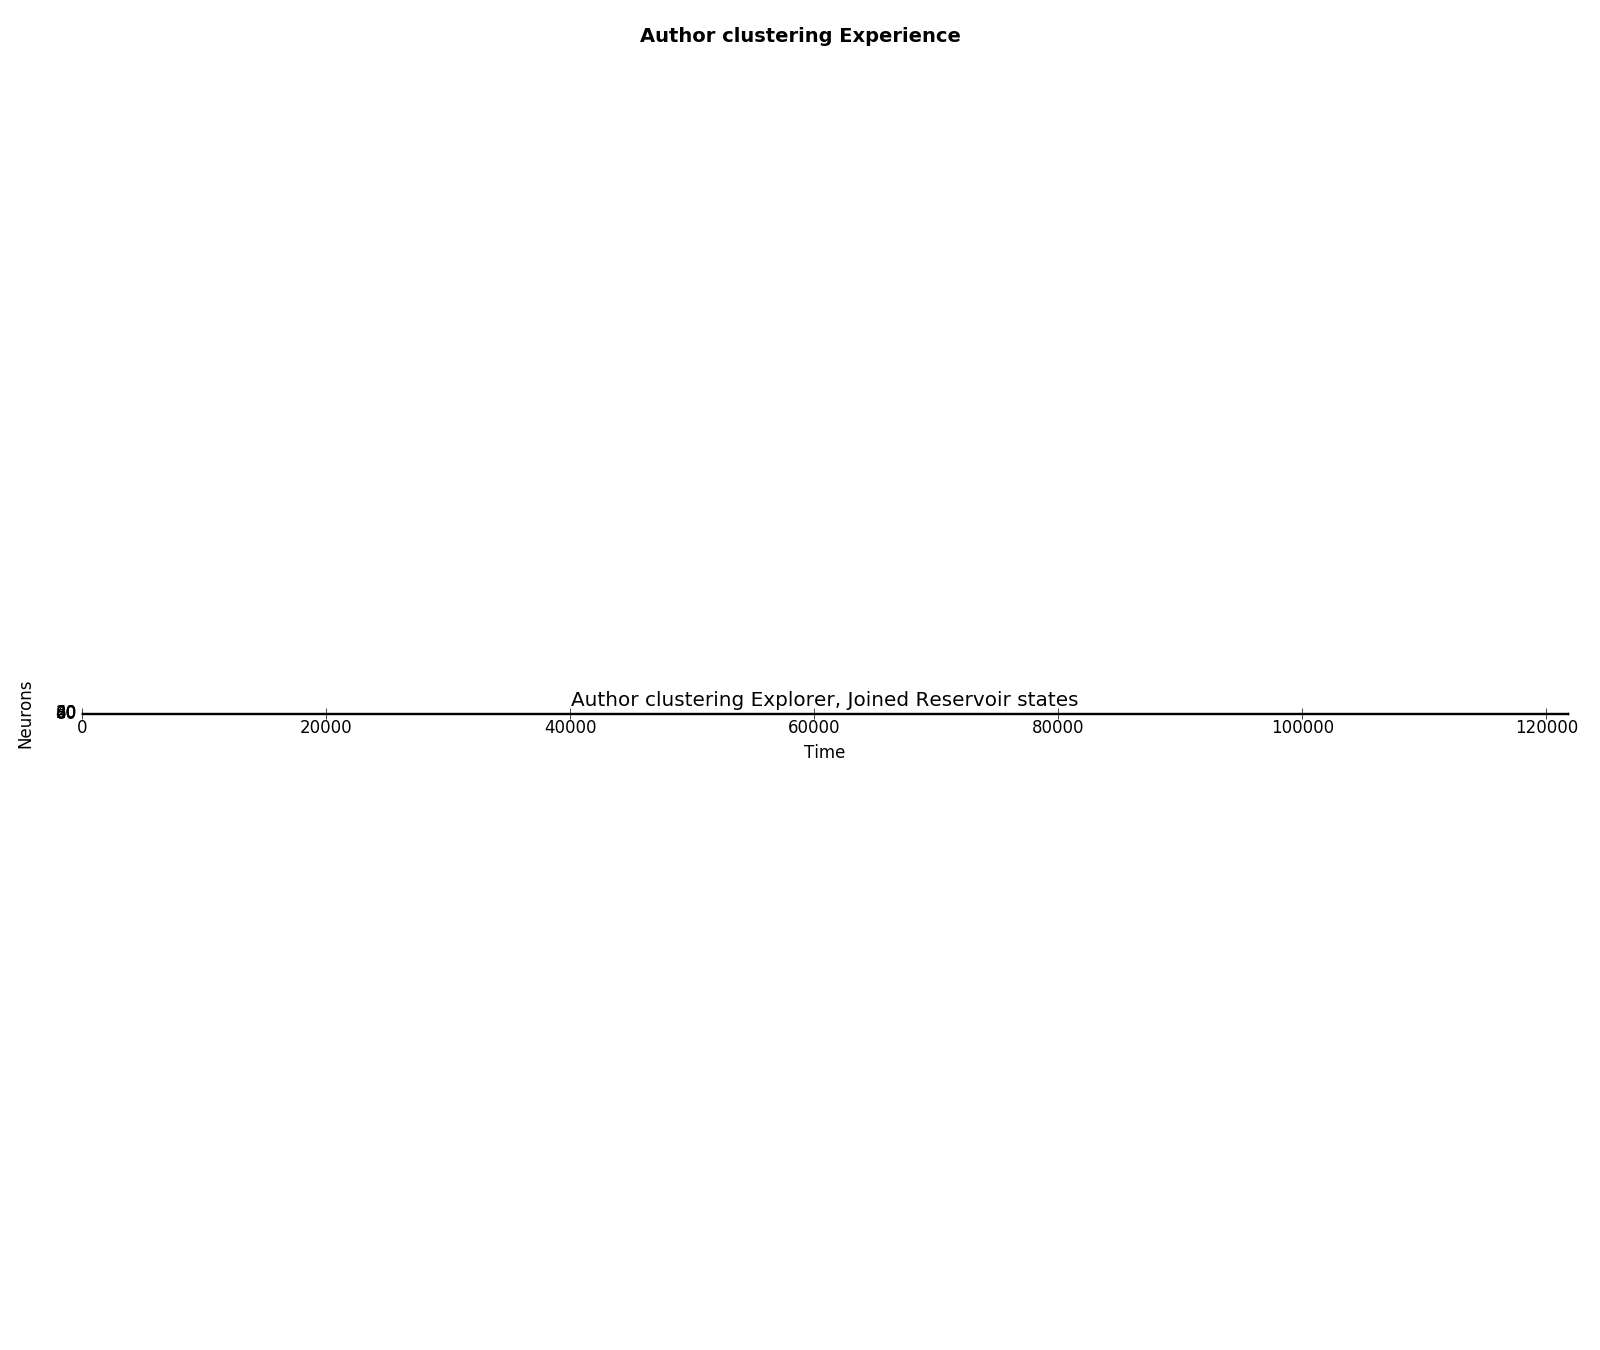 Author clustering Experience
Author clustering Explorer, Joined Reservoir states
Neurons
0 20000 40000 60000 80000 100000 120000
Time